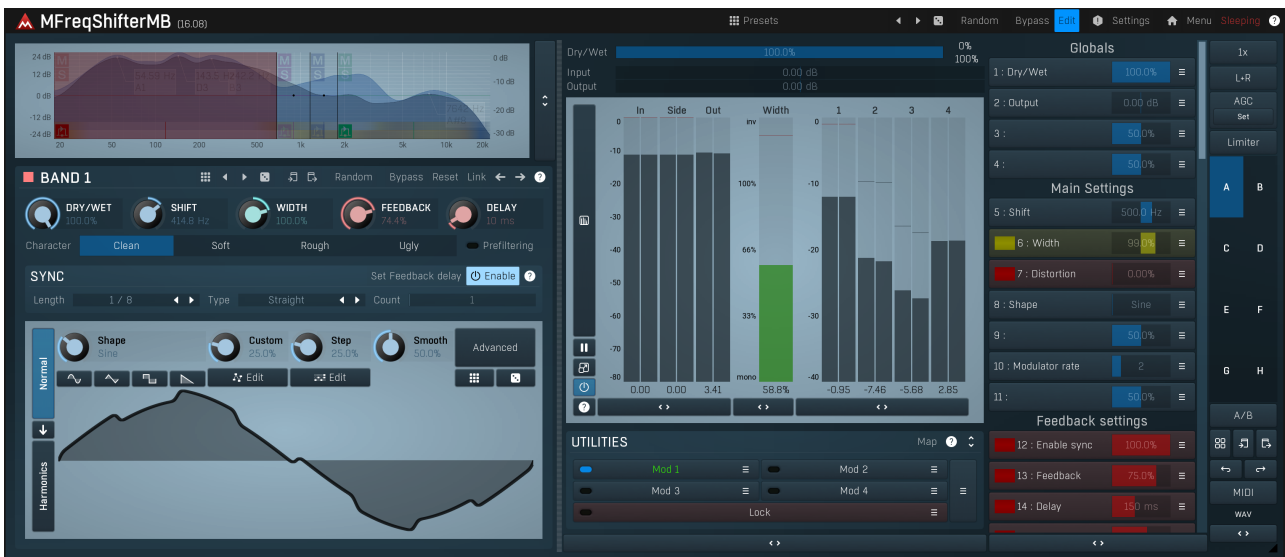 MFreqShifterMB (16.08)
Presets
Random Bypass Edit Settings Menu Sleeping ?
24 dB
12 dB
0 dB
-12 dB
-24 dB
M M M
S S S
0 dB
-10 dB
-20 dB
-30 dB
20 50 100 200 500 1k 2k 5k 10k 20k
BAND 1
Random Bypass Reset Link ?
DRY/WET
100.0%
SHIFT
414.8 Hz
WIDTH
100.0%
FEEDBACK
74.4%
DELAY
10 ms
Character Clean Soft Rough Ugly Prefiltering
SYNC
Set Feedback delay Enable ?
Length 1 / 8 Type Straight Count 1
Normal
Harmonics
Shape
Sine
Custom
25.0%
Step
25.0%
Smooth
50.0%
Advanced
Edit Edit
Dry/Wet 100.0% 0%
100%
Input 0.00 dB
Output 0.00 dB
In Side Out Width 1 2 3 4
0 inv 0
-10
-20 100% -10
-30
-40 66% -20
-50
-60 33% -30
-70
-80 mono -40
0.00 0.00 3.41 58.8% -0.95 -7.46 -5.68 2.85
?
UTILITIES
Map ?
Mod 1 Mod 2
Mod 3 Mod 4
Lock
Globals
1 : Dry/Wet 100.0%
2 : Output 0.00 dB
3 : 50.0%
4 : 50.0%
Main Settings
5 : Shift 500.0 Hz
6 : Width 99.0%
7 : Distortion 0.00%
8 : Shape Sine
9 : 50.0%
10 : Modulator rate 2
11 : 50.0%
Feedback settings
12 : Enable sync 100.0%
13 : Feedback 75.0%
14 : Delay 150 ms
1x
L+R
AGC
Set
Limiter
A B
C D
E F
G H
A/B
MIDI
WAV